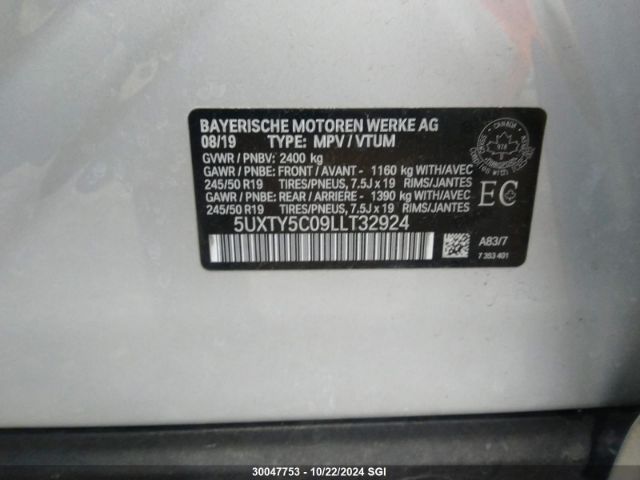 BAYERISCHE MOTOREN WERKE AG
08/19 TYPE: MPV / VTUM
GVWR / PNBV: 2400 kg
GAWR / PNBE: FRONT / AVANT - 1160 kg WITH/AVEC
245/50 R19 TIRES/PNEUS, 7.5J x 19 RIMS/JANTES
GAWR / PNBE: REAR / ARRIERE - 1390 kg WITH/AVEC
245/50 R19 TIRES/PNEUS, 7.5J x 19 RIMS/JANTES
5UXTY5C09LLT32924
CANADA
EC
A83/7
7 393 401
30047753 - 10/22/2024 SGI